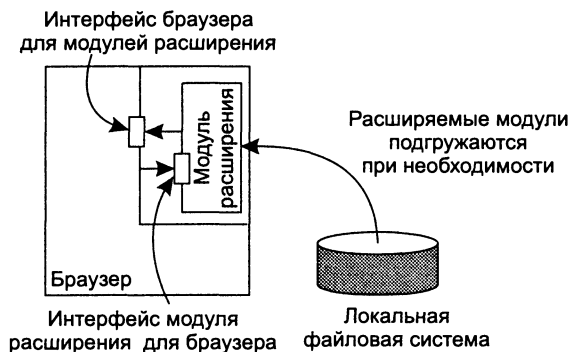 Интерфейс браузера
для модулей расширения
Модуль
расширения
Расширяемые модули
подгружаются
при необходимости
Браузер
Интерфейс модуля
расширения для браузера
Локальная
файловая система